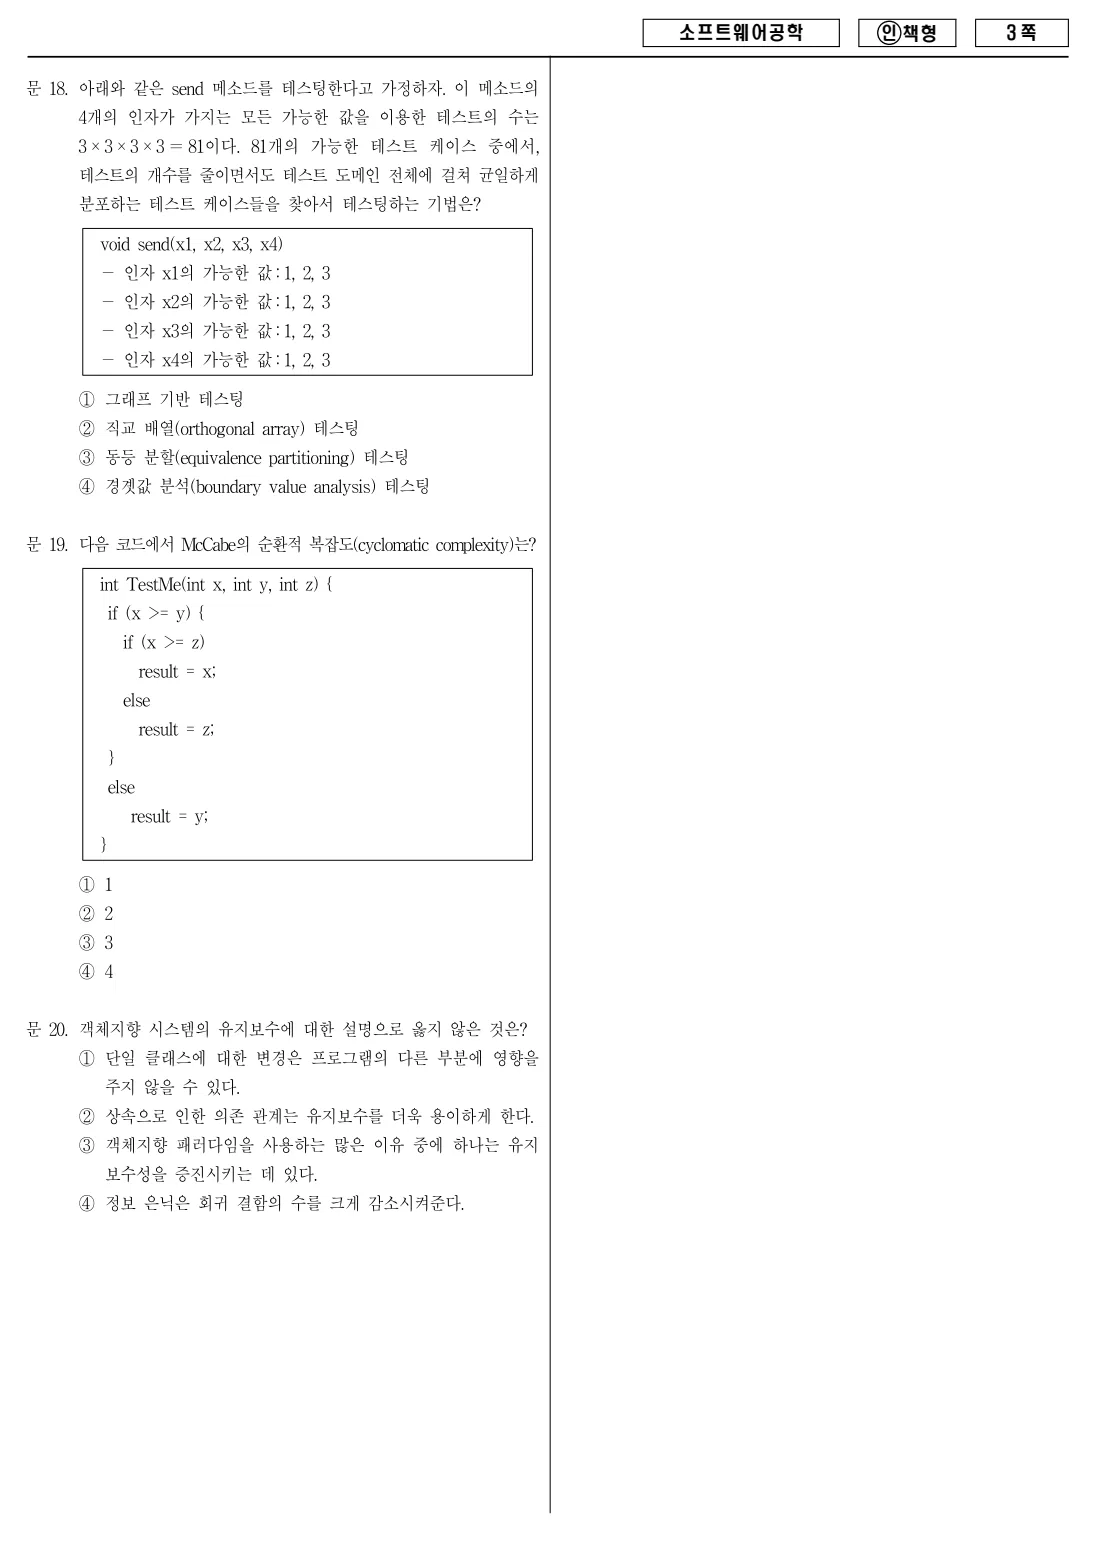 소프트웨어공학
인책형
3쪽
문 18. 아래와 같은 send 메소드를 테스팅한다고 가정하자. 이 메소드의
4개의 인자가 가지는 모든 가능한 값을 이용한 테스트의 수는
3×3×3×3=81이다. 81개의 가능한 테스트 케이스 중에서,
테스트의 개수를 줄이면서도 테스트 도메인 전체에 걸쳐 균일하게
분포하는 테스트 케이스들을 찾아서 테스팅하는 기법은?
void send(x1, x2, x3, x4)
- 인자 x1의 가능한 값:1, 2, 3
- 인자 x2의 가능한 값:1, 2, 3
- 인자 x3의 가능한 값:1, 2, 3
- 인자 x4의 가능한 값:1, 2, 3
① 그래프 기반 테스팅
② 직교 배열(orthogonal array) 테스팅
③ 동등 분할(equivalence partitioning) 테스팅
④ 경곗값 분석(boundary value analysis) 테스팅
문 19. 다음 코드에서 McCabe의 순환적 복잡도(cyclomatic complexity)는?
int TestMe(int x, int y, int z) {
if (x >= y) {
if (x >= z)
result = x;
else
result = z;
}
else
result = y;
}
① 1
② 2
③ 3
④ 4
문 20. 객체지향 시스템의 유지보수에 대한 설명으로 옳지 않은 것은?
① 단일 클래스에 대한 변경은 프로그램의 다른 부분에 영향을
주지 않을 수 있다.
② 상속으로 인한 의존 관계는 유지보수를 더욱 용이하게 한다.
③ 객체지향 패러다임을 사용하는 많은 이유 중에 하나는 유지
보수성을 증진시키는 데 있다.
④ 정보 은닉은 회귀 결함의 수를 크게 감소시켜준다.